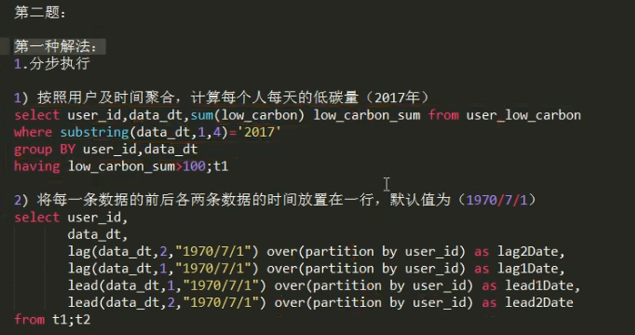 第二题：
第一种解法：
1.分步执行
1) 按照用户及时间聚合，计算每个人每天的低碳量（2017年）
select user_id,data_dt,sum(low_carbon) low_carbon_sum from user_low_carbon
where substring(data_dt,1,4)='2017'
group BY user_id,data_dt
having low_carbon_sum>100;t1
2) 将每一条数据的前后各两条数据的时间放置在一行，默认值为（1970/7/1）
select user_id,
data_dt,
lag(data_dt,2,"1970/7/1") over(partition by user_id) as lag2Date,
lag(data_dt,1,"1970/7/1") over(partition by user_id) as lag1Date,
lead(data_dt,1,"1970/7/1") over(partition by user_id) as lead1Date,
lead(data_dt,2,"1970/7/1") over(partition by user_id) as lead2Date
from t1;t2